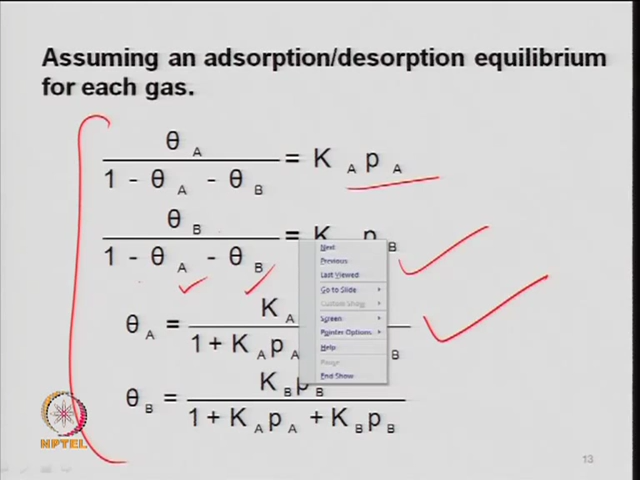 Assuming an adsorption/desorption equilibrium
for each gas.
θ A
1 - θ A - θ B
= K A p A
θ B
1 - θ A - θ B
= K p B
θ A =
K A
1 + K A p A B
θ B =
K B p B
1 + K A p A + K B p B
Next
Previous
Last Viewed
Go to Slide
Custom Show
Screen
Pointer Options
Help
Pause
End Show
NPTEL
13